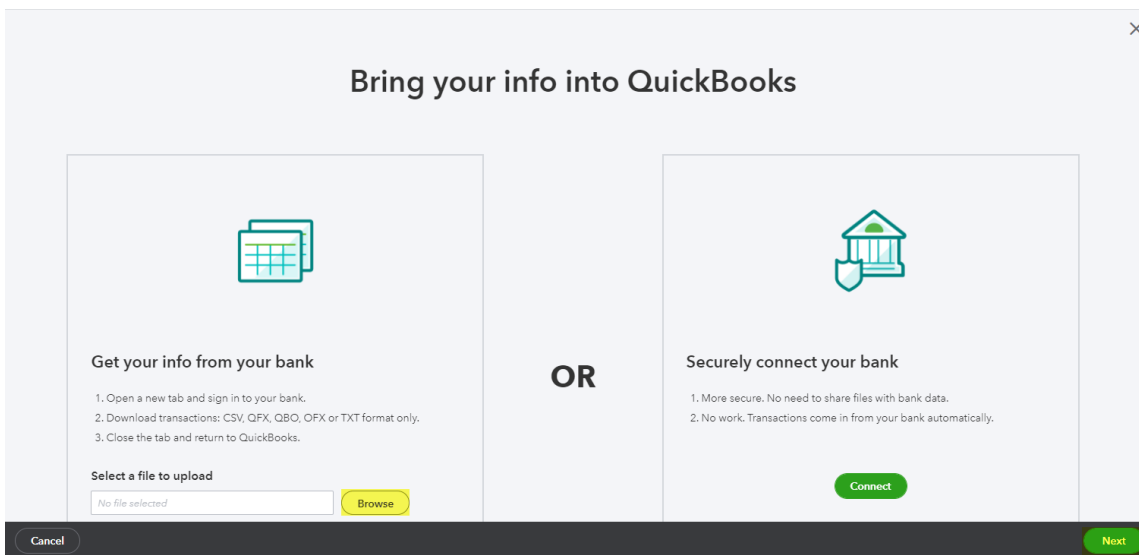 Bring your info into QuickBooks
Get your info from your bank
1. Open a new tab and sign in to your bank.
2. Download transactions: CSV, QFX, QBO, OFX or TXT format only.
3. Close the tab and return to QuickBooks.
Select a file to upload
No file selected
Browse
OR
Securely connect your bank
1. More secure. No need to share files with bank data.
2. No work. Transactions come in from your bank automatically.
Connect
Cancel
Next